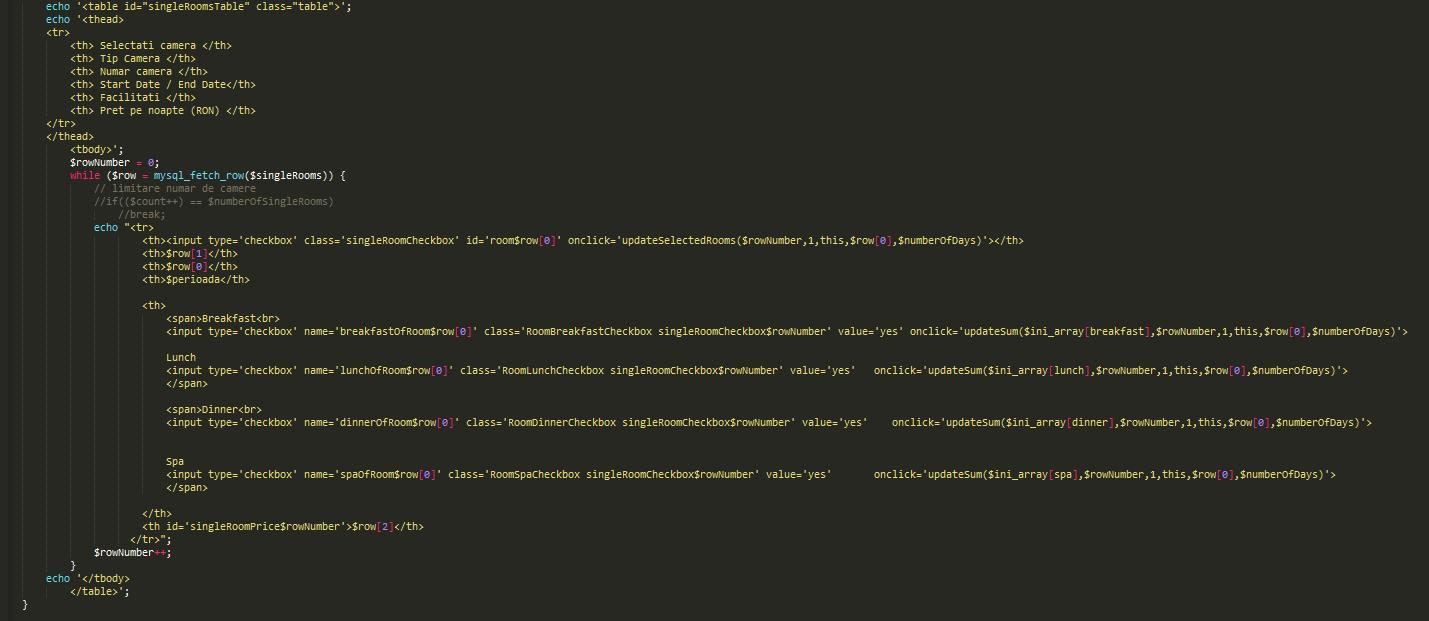 echo '<table id="singleRoomsTable" class="table">';
echo '<thead>
<tr>
<th> Selectati camera </th>
<th> Tip Camera </th>
<th> Numar camera </th>
<th> Start Date / End Date</th>
<th> Facilitati </th>
<th> Pret pe noapte (RON) </th>
</tr>
</thead>
<tbody>';
$rowNumber = 0;
while ($row = mysql_fetch_row($singleRooms)) {
// limitare numar de camere
//if(($count++) == $numberOfSingleRooms)
//break;
echo "<tr>
<th><input type='checkbox' class='singleRoomCheckbox' id='room$row[0]' onclick='updateSelectedRooms($rowNumber,1,this,$row[0],$numberOfDays)'></th>
<th>$row[1]</th>
<th>$row[0]</th>
<th>$perioada</th>
<th>
<span>Breakfast<br>
<input type='checkbox' name='breakfastOfRoom$row[0]' class='RoomBreakfastCheckbox singleRoomCheckbox$rowNumber' value='yes' onclick='updateSum($ini_array[breakfast],$rowNumber,1,this,$row[0],$numberOfDays)'>
Lunch
<input type='checkbox' name='lunchOfRoom$row[0]' class='RoomLunchCheckbox singleRoomCheckbox$rowNumber' value='yes' onclick='updateSum($ini_array[lunch],$rowNumber,1,this,$row[0],$numberOfDays)'>
</span>
<span>Dinner<br>
<input type='checkbox' name='dinnerOfRoom$row[0]' class='RoomDinnerCheckbox singleRoomCheckbox$rowNumber' value='yes' onclick='updateSum($ini_array[dinner],$rowNumber,1,this,$row[0],$numberOfDays)'>
Spa
<input type='checkbox' name='spaOfRoom$row[0]' class='RoomSpaCheckbox singleRoomCheckbox$rowNumber' value='yes' onclick='updateSum($ini_array[spa],$rowNumber,1,this,$row[0],$numberOfDays)'>
</span>
</th>
<th id='singleRoomPrice$rowNumber'>$row[2]</th>
</tr>";
$rowNumber++;
}
echo '</tbody>
</table>';
}